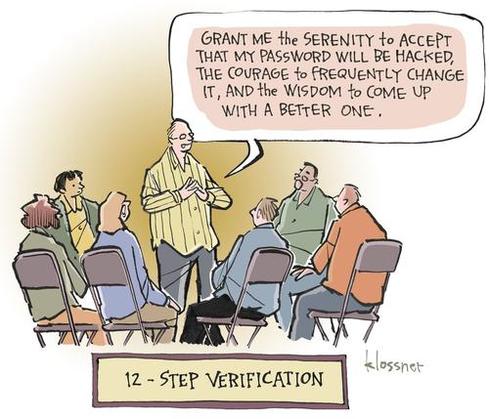 GRANT ME the SERENITY to ACCEPT
THAT MY PASSWORD WILL BE HACKED,
THE COURAGE to FREQUENTLY CHANGE
IT, AND the WISDOM to COME UP
WITH A BETTER ONE.
12-STEP VERIFICATION
klossner